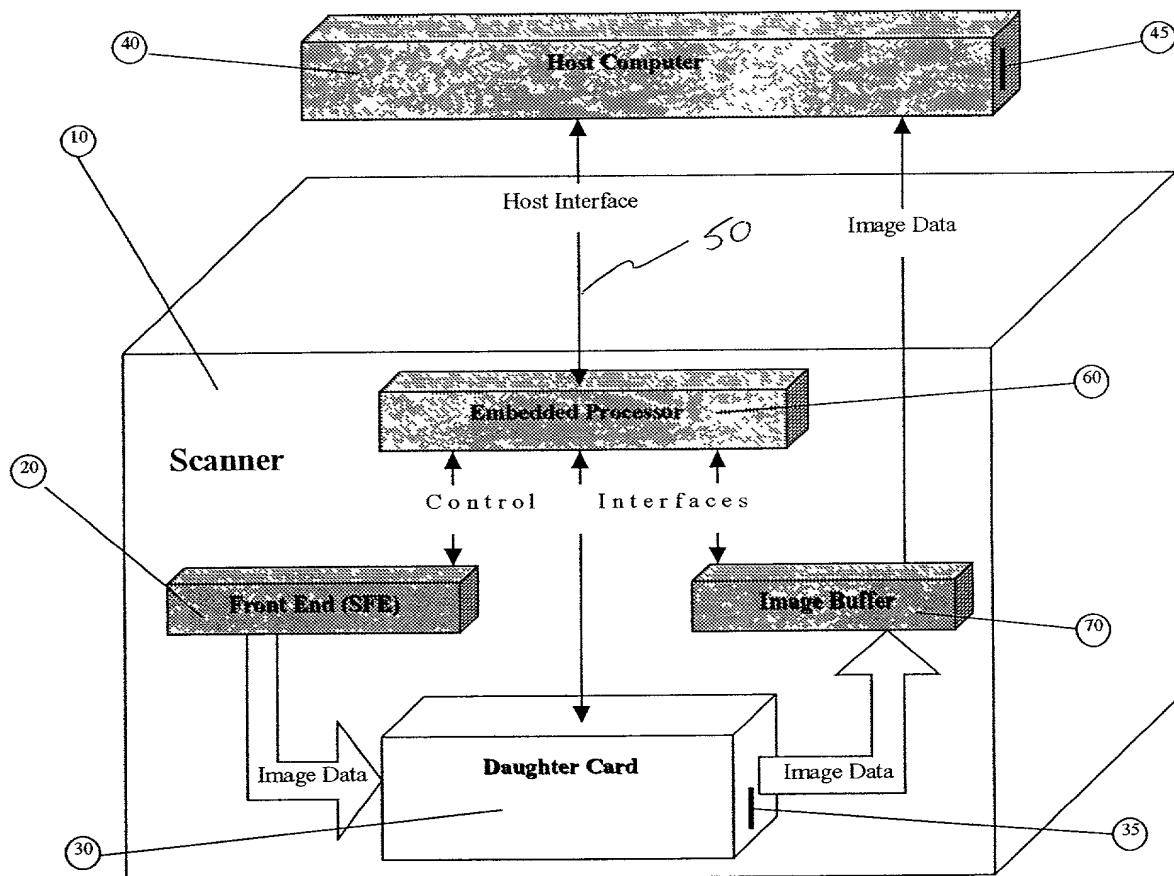 40
45
Host Computer
10
Host Interface
50
Image Data
60
Embedded Processor
Scanner
20
Control Interfaces
Front End (SFE)
Image Buffer
70
Daughter Card
Image Data
Image Data
30
35